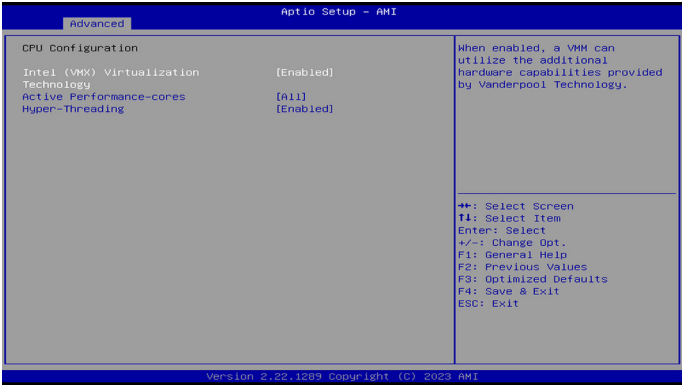 Aptio Setup – AMI
Advanced
CPU Configuration
Intel (VMX) Virtualization [Enabled]
Technology
Active Performance-cores [All]
Hyper-Threading [Enabled]
When enabled, a VMM can
utilize the additional
hardware capabilities provided
by Vanderpool Technology.
→←: Select Screen
↑↓: Select Item
Enter: Select
+/-: Change Opt.
F1: General Help
F2: Previous Values
F3: Optimized Defaults
F4: Save & Exit
ESC: Exit
Version 2.22.1289 Copyright (C) 2023 AMI